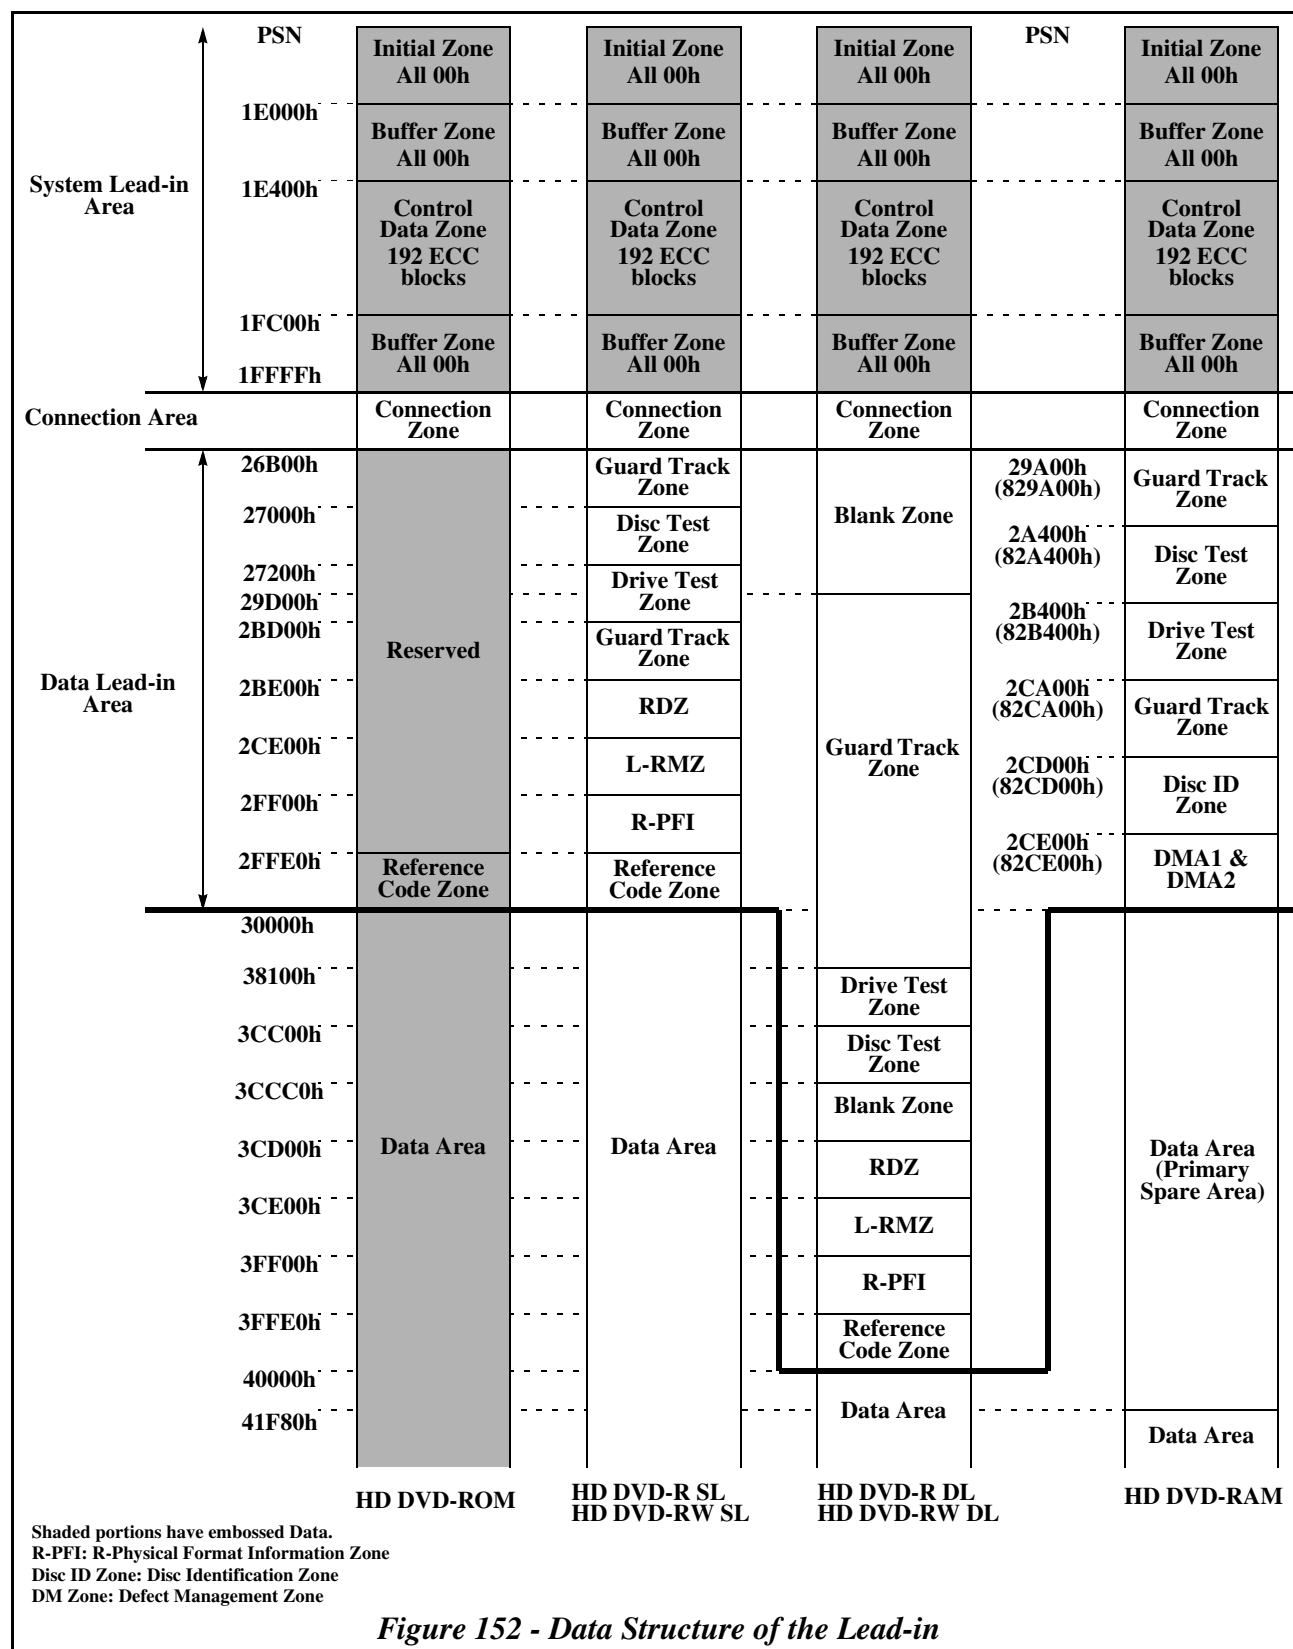 PSN
PSN
Initial Zone
All 00h
Initial Zone
All 00h
Initial Zone
All 00h
Initial Zone
All 00h
1E000h
Buffer Zone
All 00h
Buffer Zone
All 00h
Buffer Zone
All 00h
Buffer Zone
All 00h
System Lead-in
Area
1E400h
Control
Data Zone
192 ECC
blocks
Control
Data Zone
192 ECC
blocks
Control
Data Zone
192 ECC
blocks
Control
Data Zone
192 ECC
blocks
1FC00h
Buffer Zone
All 00h
Buffer Zone
All 00h
Buffer Zone
All 00h
Buffer Zone
All 00h
1FFFFh
Connection Area
Connection
Zone
Connection
Zone
Connection
Zone
Connection
Zone
Data Lead-in
Area
26B00h
27000h
27200h
29D00h
2BD00h
2BE00h
2CE00h
2FF00h
2FFE0h
30000h
38100h
3CC00h
3CCC0h
3CD00h
3CE00h
3FF00h
3FFE0h
40000h
41F80h
Reserved
Reference
Code Zone
Data Area
Guard Track
Zone
Disc Test
Zone
Drive Test
Zone
Guard Track
Zone
RDZ
L-RMZ
R-PFI
Reference
Code Zone
Data Area
Blank Zone
Guard Track
Zone
Drive Test
Zone
Disc Test
Zone
Blank Zone
RDZ
L-RMZ
R-PFI
Reference
Code Zone
Data Area
29A00h
(829A00h)
2A400h
(82A400h)
2B400h
(82B400h)
2CA00h
(82CA00h)
2CD00h
(82CD00h)
2CE00h
(82CE00h)
Guard Track
Zone
Disc Test
Zone
Drive Test
Zone
Guard Track
Zone
Disc ID
Zone
DMA1 &
DMA2
Data Area
(Primary
Spare Area)
Data Area
HD DVD-ROM
HD DVD-R SL
HD DVD-RW SL
HD DVD-R DL
HD DVD-RW DL
HD DVD-RAM
Shaded portions have embossed Data.
R-PFI: R-Physical Format Information Zone
Disc ID Zone: Disc Identification Zone
DM Zone: Defect Management Zone
Figure 152 - Data Structure of the Lead-in